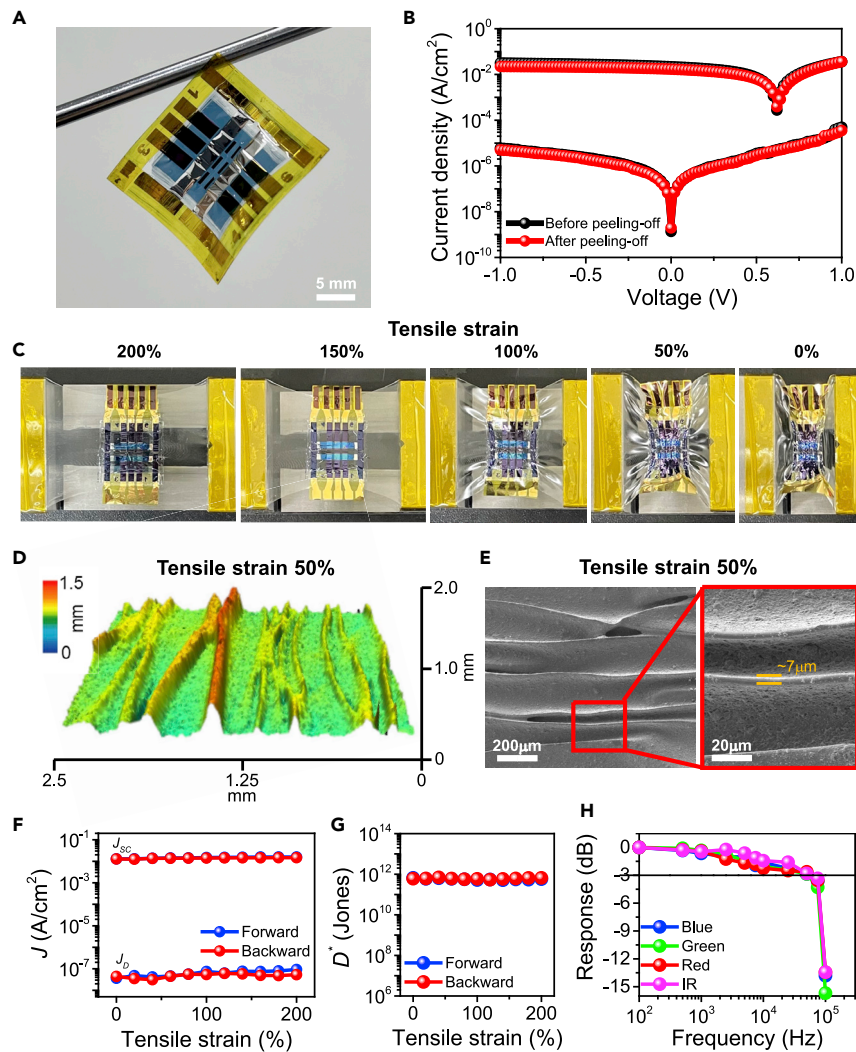 A
1
3
5 mm
B
Current density (A/cm²)
10⁰
10⁻²
10⁻⁴
10⁻⁶
10⁻⁸
10⁻¹⁰
Before peeling-off
After peeling-off
-1.0 -0.5 0.0 0.5 1.0
Voltage (V)
Tensile strain
C
200% 150% 100% 50% 0%
D
Tensile strain 50%
1.5
mm
0
2.0
1.0
mm
0
2.5 1.25 0
mm
E
Tensile strain 50%
~7μm
200μm
20μm
F
J (A/cm²)
10⁻¹
10⁻³
10⁻⁵
10⁻⁷
J_SC
Forward
Backward
J_D
0 100 200
Tensile strain (%)
G
D* (Jones)
10¹⁴
10¹²
10¹⁰
10⁸
10⁶
Forward
Backward
0 50 100 150 200
Tensile strain (%)
H
Response (dB)
0
-3
-6
-9
-12
-15
Blue
Green
Red
IR
10² 10³ 10⁴ 10⁵
Frequency (Hz)